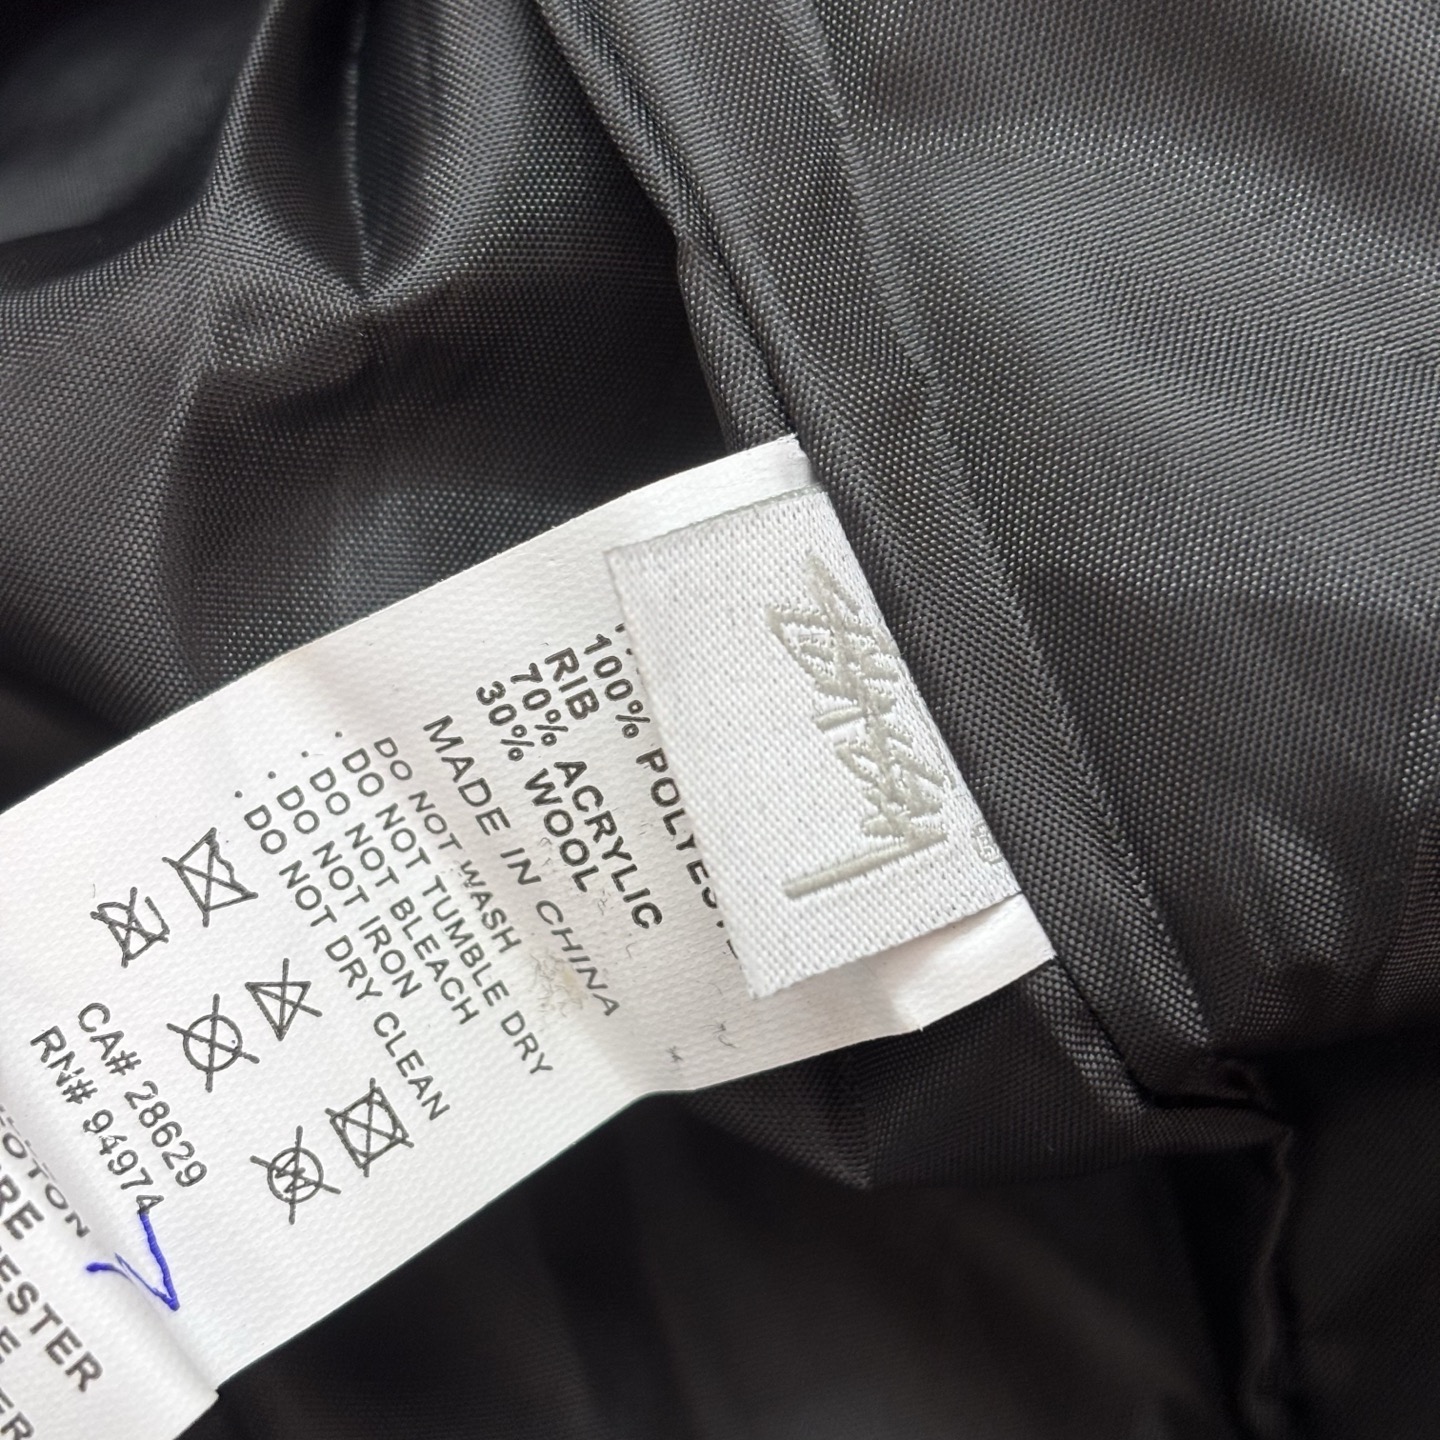 100% POLYESTE
RIB
70% ACRYLIC
30% WOOL
MADE IN CHINA
DO NOT WASH
· DO NOT TUMBLE DRY
· DO NOT BLEACH
· DO NOT IRON
· DO NOT DRY CLEAN
CA# 28629
RN# 94974